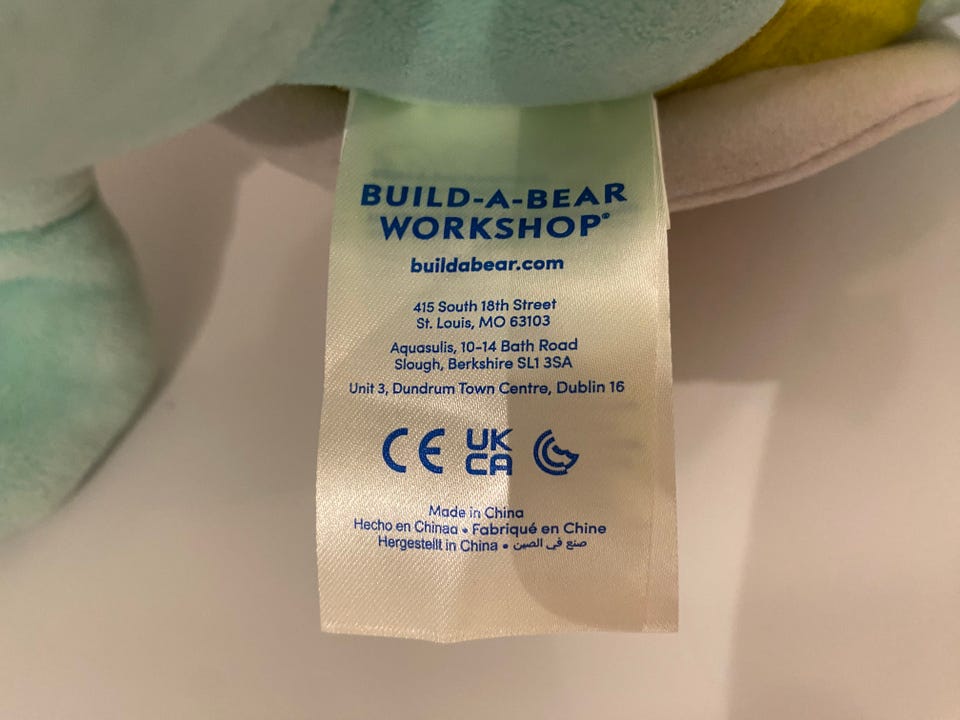 BUILD-A-BEAR
WORKSHOP®
buildabear.com
415 South 18th Street
St. Louis, MO 63103
Aquasulis, 10-14 Bath Road
Slough, Berkshire SL1 3SA
Unit 3, Dundrum Town Centre, Dublin 16
CE UK CA
Made in China
Hecho en Chinaa • Fabriqué en Chine
Hergestellt in China • صنع في الصين